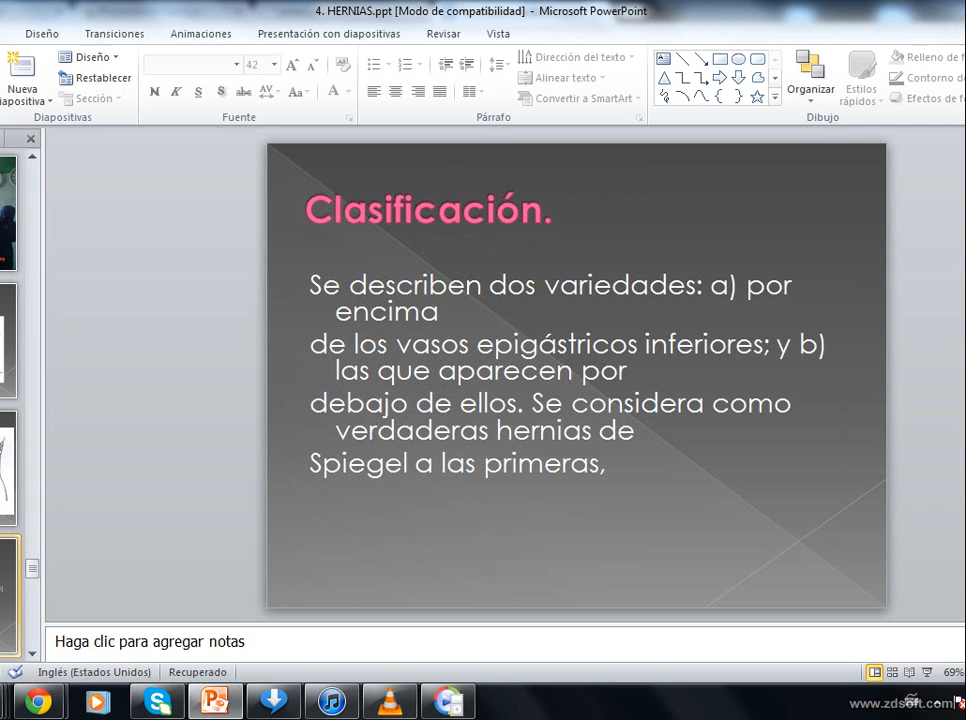 4. HERNIAS.ppt [Modo de compatibilidad] - Microsoft PowerPoint
Diseño Transiciones Animaciones Presentación con diapositivas Revisar Vista
Nueva
diapositiva
Diseño
Restablecer
Sección
Diapositivas
42
N K S S abc AV Aa A
Fuente
Dirección del texto
Alinear texto
Convertir a SmartArt
Párrafo
Organizar
Estilos
rápidos
Relleno de
Contorno d
Efectos de f
Dibujo
Clasificación.
Se describen dos variedades: a) por
encima
de los vasos epigástricos inferiores; y b)
las que aparecen por
debajo de ellos. Se considera como
verdaderas hernias de
Spiegel a las primeras,
Haga clic para agregar notas
Inglés (Estados Unidos) Recuperado 69%
www.zdsoft.com